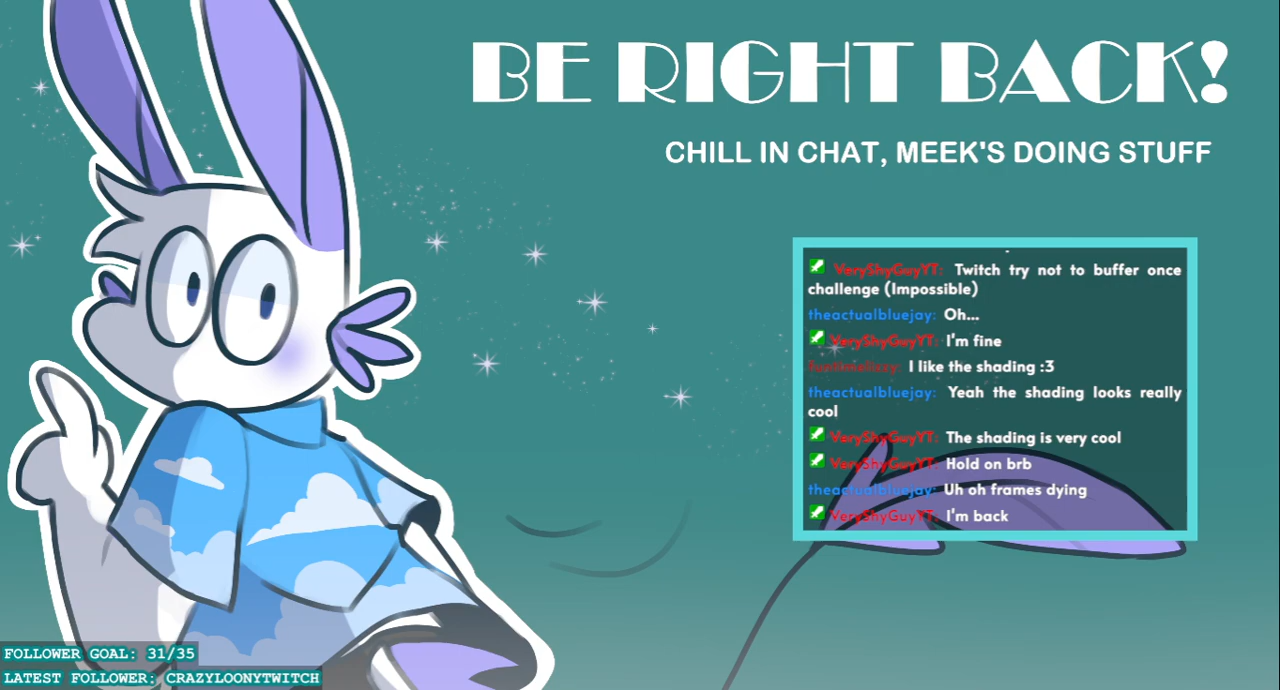 BE RIGHT BACK!
CHILL IN CHAT, MEEK'S DOING STUFF
VeryShyGuyYT: Twitch try not to buffer once
challenge (Impossible)
theactualbluejay: Oh...
VeryShyGuyYT: I'm fine
I like the shading :3
theactualbluejay: Yeah the shading looks really
cool
VeryShyGuyYT: The shading is very cool
VeryShyGuyYT: Hold on brb
theactualbluejay: Uh oh frames dying
VeryShyGuyYT: I'm back
FOLLOWER GOAL: 31/35
LATEST FOLLOWER: CRAZYLOONYTWITCH